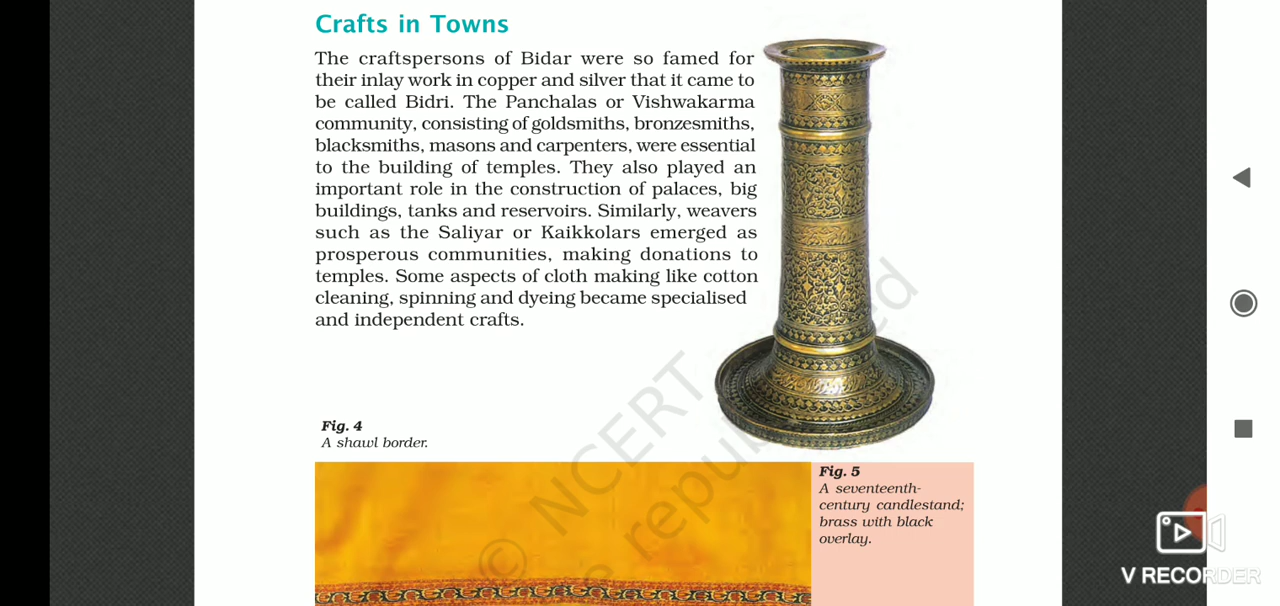 Crafts in Towns
The craftspersons of Bidar were so famed for
their inlay work in copper and silver that it came to
be called Bidri. The Panchalas or Vishwakarma
community, consisting of goldsmiths, bronzesmiths,
blacksmiths, masons and carpenters, were essential
to the building of temples. They also played an
important role in the construction of palaces, big
buildings, tanks and reservoirs. Similarly, weavers
such as the Saliyar or Kaikkolars emerged as
prosperous communities, making donations to
temples. Some aspects of cloth making like cotton
cleaning, spinning and dyeing became specialised
and independent crafts.
Fig. 4
A shawl border.
Fig. 5
A seventeenth-
century candlestand;
brass with black
overlay.
© NCERT
republished
V RECORDER